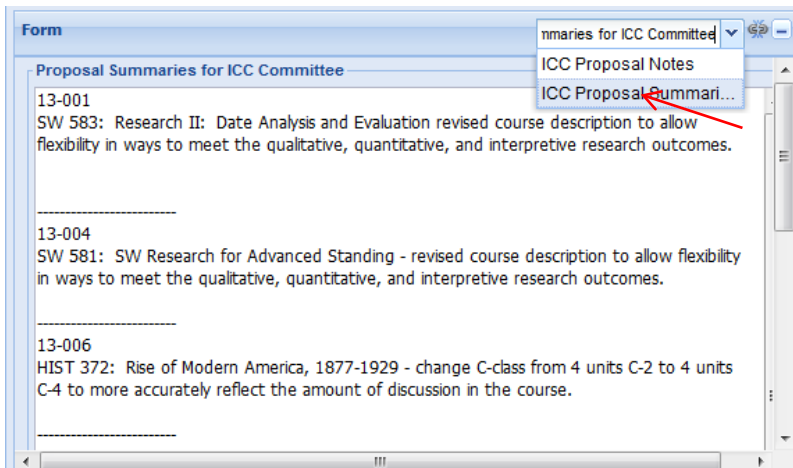 Form
nmaries for ICC Committee
ICC Proposal Notes
ICC Proposal Summari...
Proposal Summaries for ICC Committee
13-001
SW 583: Research II: Date Analysis and Evaluation revised course description to allow
flexibility in ways to meet the qualitative, quantitative, and interpretive research outcomes.
-------------------------
13-004
SW 581: SW Research for Advanced Standing - revised course description to allow flexibility
in ways to meet the qualitative, quantitative, and interpretive research outcomes.
-------------------------
13-006
HIST 372: Rise of Modern America, 1877-1929 - change C-class from 4 units C-2 to 4 units
C-4 to more accurately reflect the amount of discussion in the course.
-------------------------